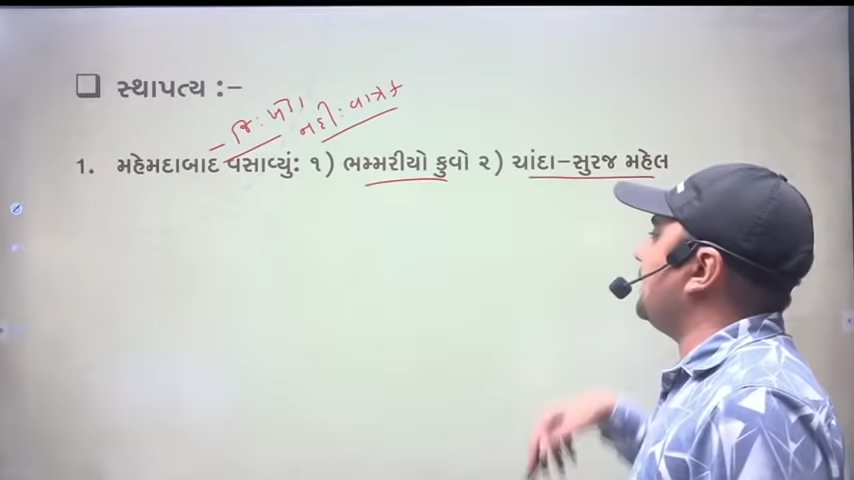 સ્થાપત્ય :–
– જિ: ખેડા
નદી: વાત્રક
1. મહેમદાબાદ વસાવ્યું: ૧) ભમ્મરીયો કુવો ૨) ચાંદા–સુરજ મહેલ